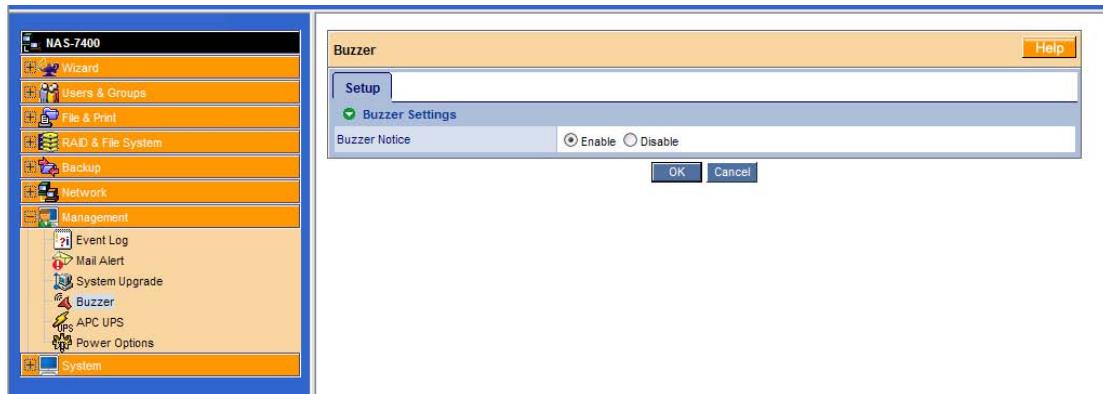 NAS-7400
Wizard
Users & Groups
File & Print
RAID & File System
Backup
Network
Management
?i Event Log
Mail Alert
System Upgrade
Buzzer
UPS APC UPS
Power Options
System
Buzzer
Help
Setup
Buzzer Settings
Buzzer Notice Enable Disable
OK Cancel